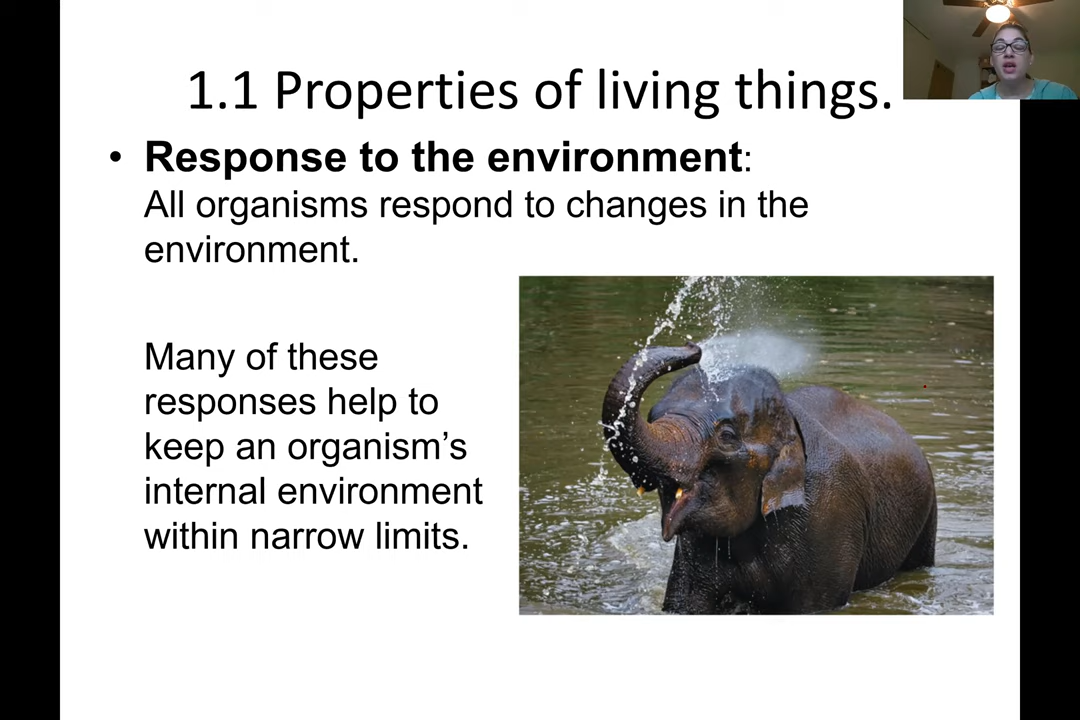 1.1 Properties of living things.
• Response to the environment:
All organisms respond to changes in the
environment.
Many of these
responses help to
keep an organism’s
internal environment
within narrow limits.